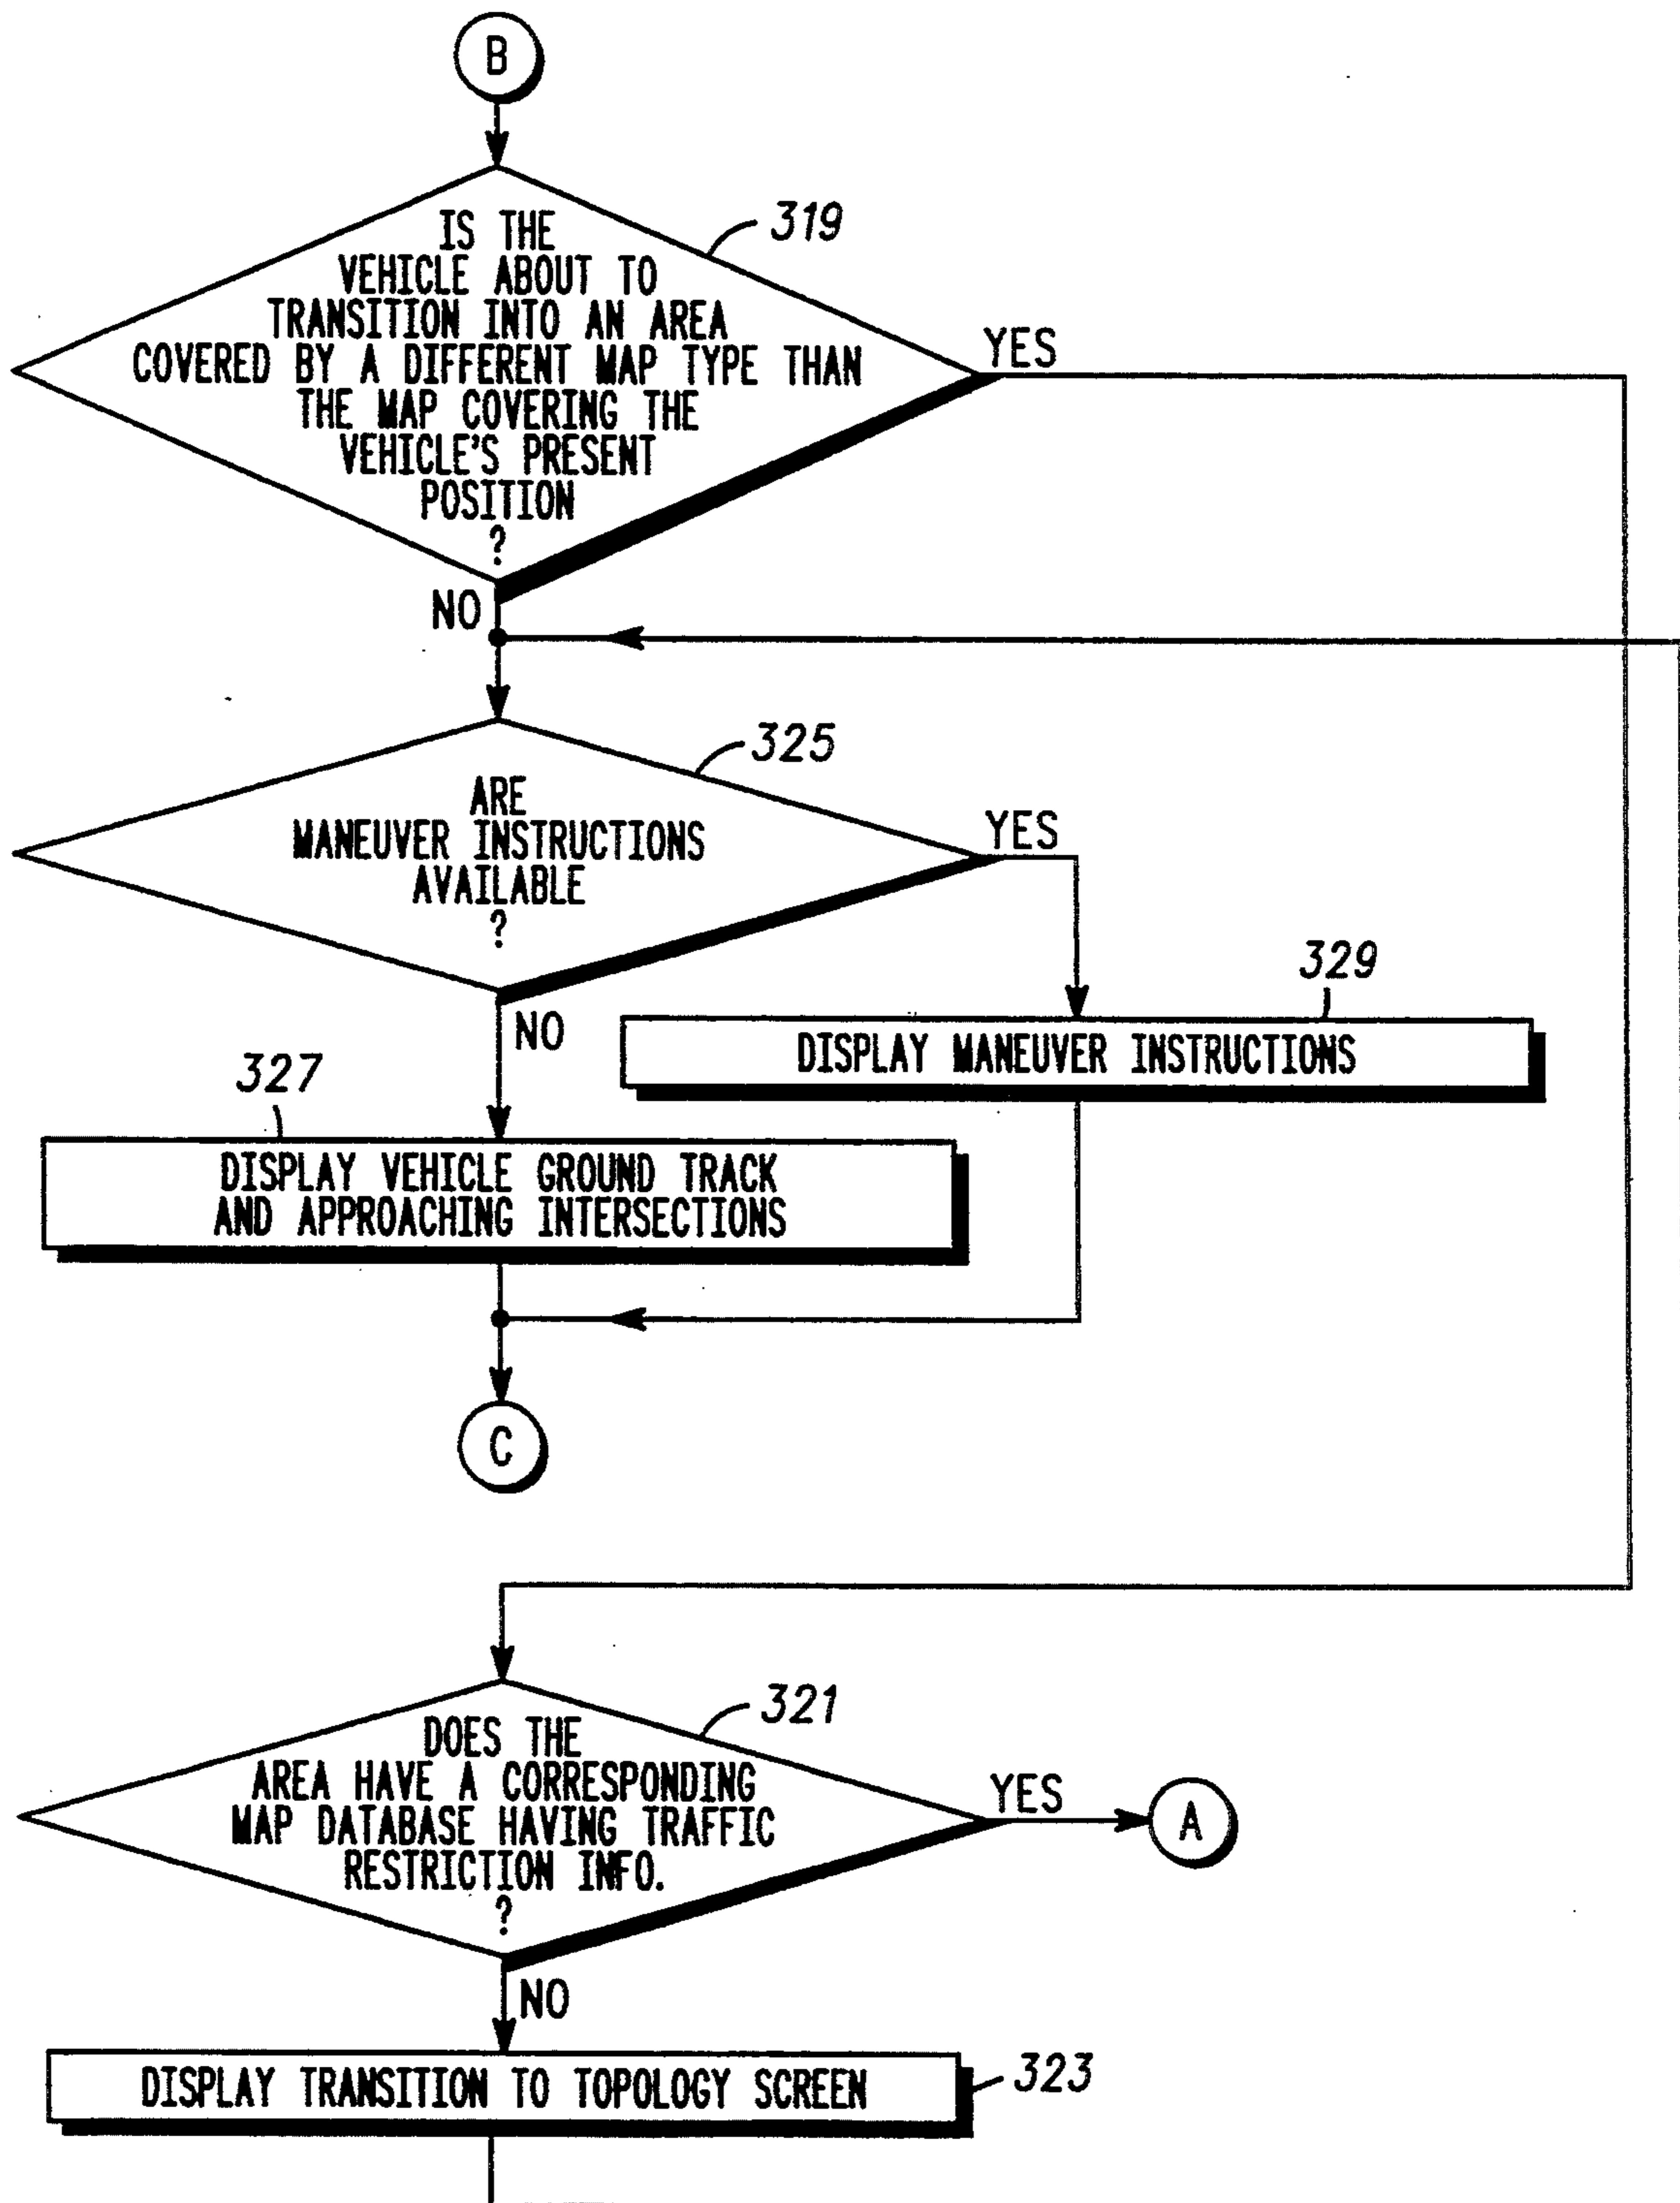 B
319
IS THE
VEHICLE ABOUT TO
TRANSITION INTO AN AREA
COVERED BY A DIFFERENT MAP TYPE THAN
THE MAP COVERING THE
VEHICLE'S PRESENT
POSITION
?
YES
NO
325
ARE
MANEUVER INSTRUCTIONS
AVAILABLE
?
YES
NO
329
DISPLAY MANEUVER INSTRUCTIONS
327
DISPLAY VEHICLE GROUND TRACK
AND APPROACHING INTERSECTIONS
C
321
DOES THE
AREA HAVE A CORRESPONDING
MAP DATABASE HAVING TRAFFIC
RESTRICTION INFO.
?
YES
A
NO
DISPLAY TRANSITION TO TOPOLOGY SCREEN
323